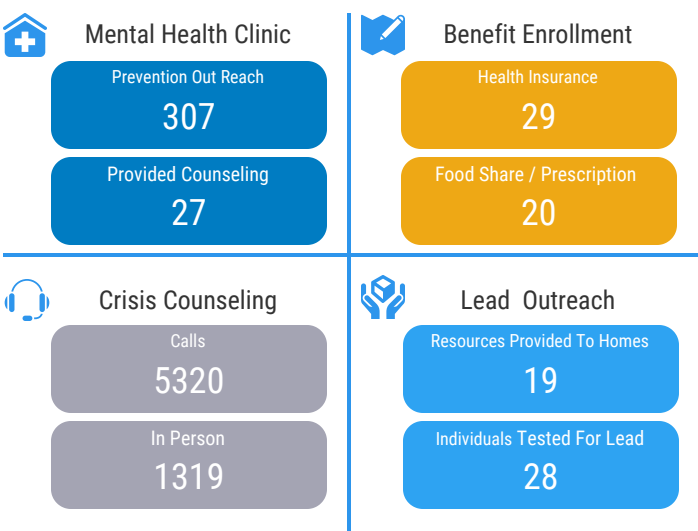 Mental Health Clinic
Prevention Out Reach
307
Provided Counseling
27
Benefit Enrollment
Health Insurance
29
Food Share / Prescription
20
Crisis Counseling
Calls
5320
In Person
1319
Lead Outreach
Resources Provided To Homes
19
Individuals Tested For Lead
28